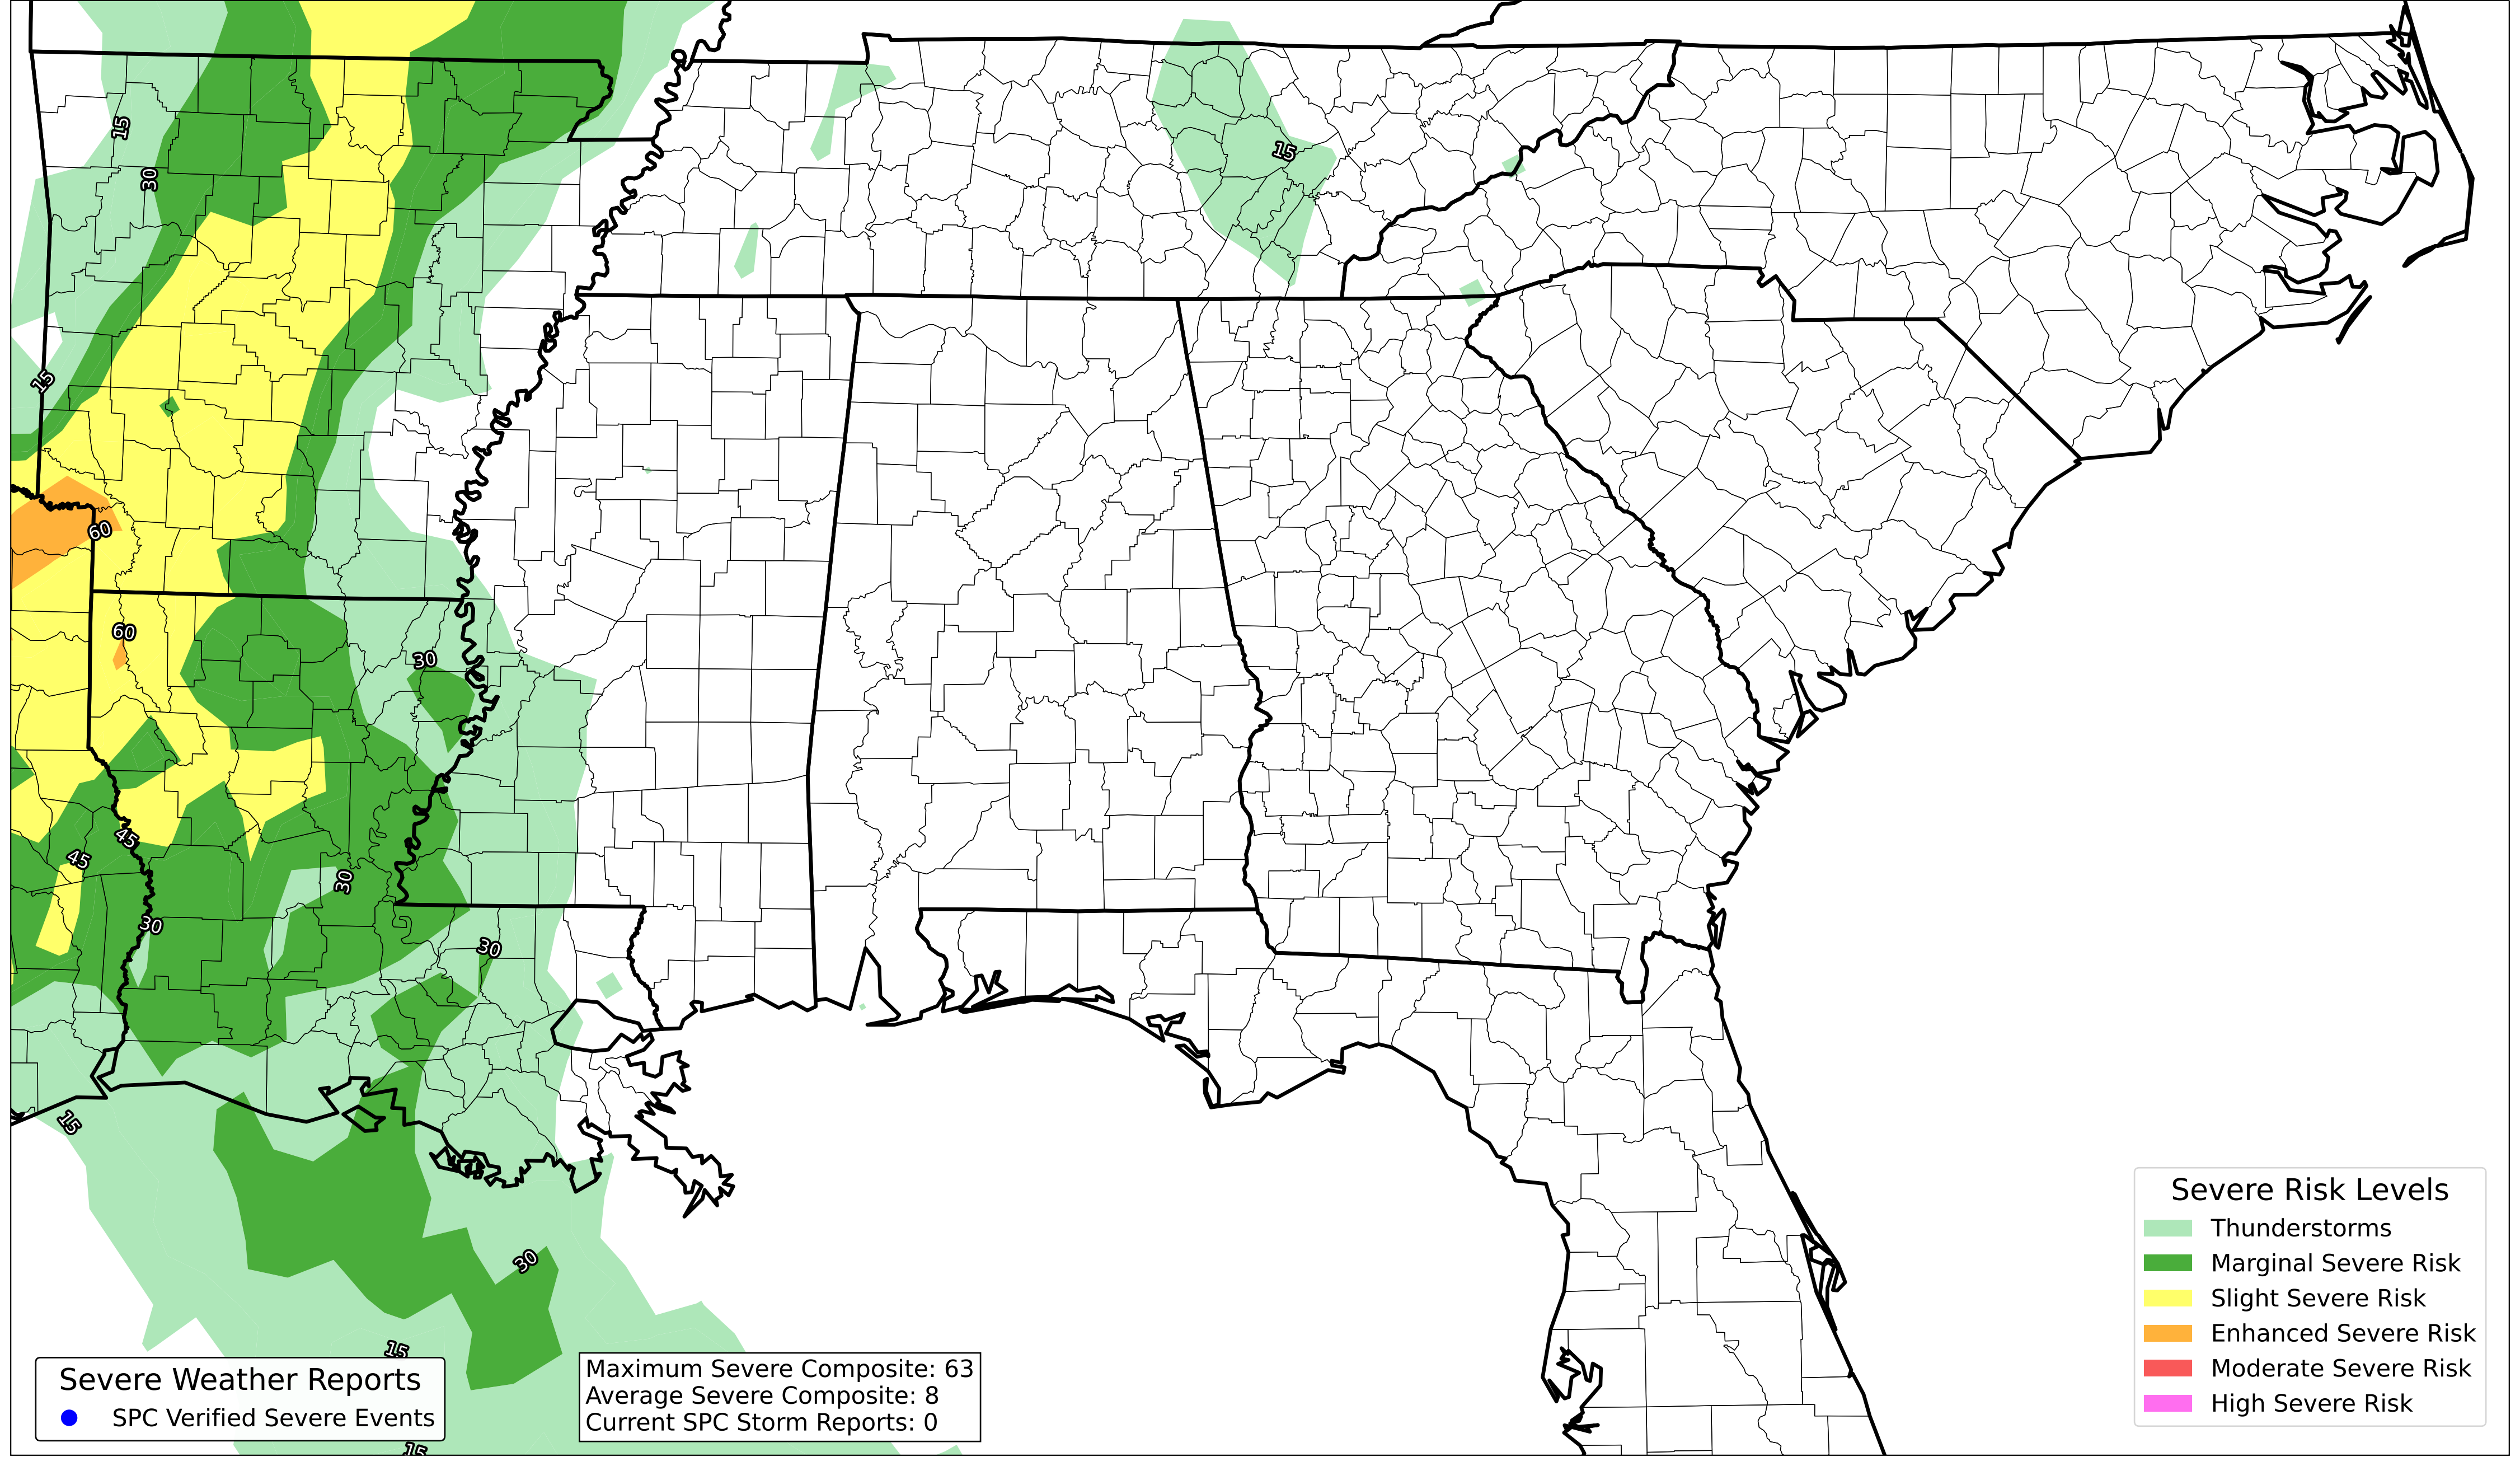 15
15
30
15
60
60
30
45
45
30
30
30
15
30
15
15
Severe Weather Reports
SPC Verified Severe Events
Maximum Severe Composite: 63
Average Severe Composite: 8
Current SPC Storm Reports: 0
Severe Risk Levels
Thunderstorms
Marginal Severe Risk
Slight Severe Risk
Enhanced Severe Risk
Moderate Severe Risk
High Severe Risk